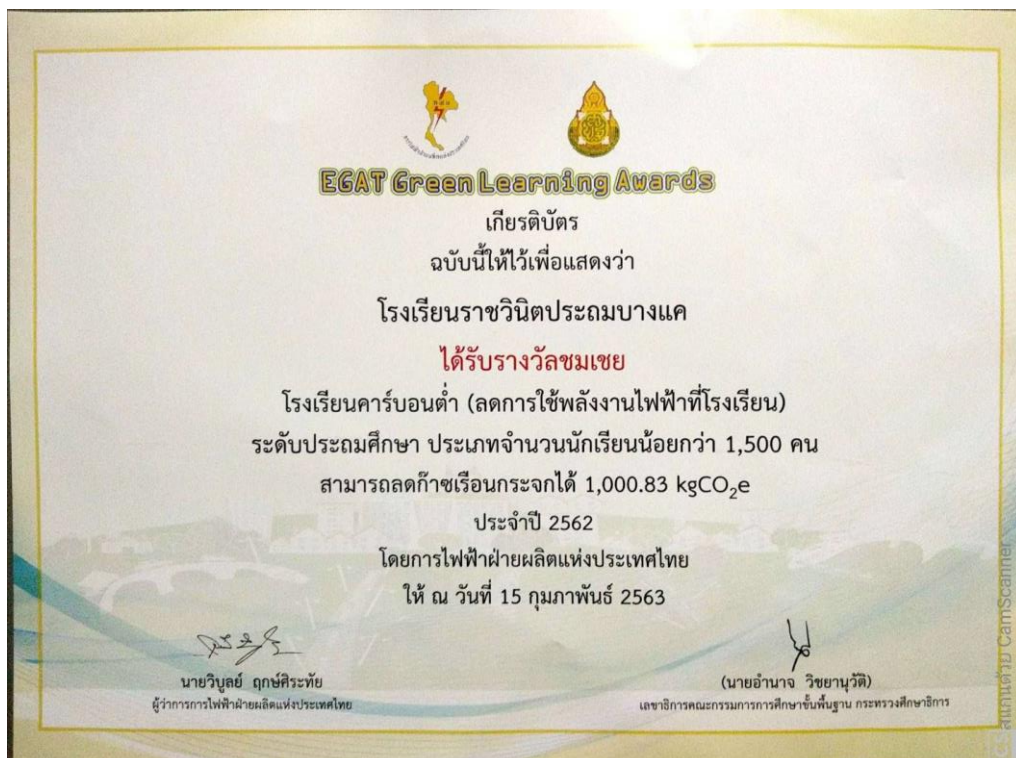 EGAT Green Learning Awards
เกียรติบัตร
ฉบับนี้ให้ไว้เพื่อแสดงว่า
โรงเรียนราชวินิตประถมบางแค
ได้รับรางวัลชมเชย
โรงเรียนคาร์บอนต่ำ (ลดการใช้พลังงานไฟฟ้าที่โรงเรียน)
ระดับประถมศึกษา ประเภทจำนวนนักเรียนน้อยกว่า 1,500 คน
สามารถลดก๊าซเรือนกระจกได้ 1,000.83 kgCO₂e
ประจำปี 2562
โดยการไฟฟ้าฝ่ายผลิตแห่งประเทศไทย
ให้ ณ วันที่ 15 กุมภาพันธ์ 2563
นายวิบูลย์ ฤกษ์ศิระทัย
ผู้ว่าการการไฟฟ้าฝ่ายผลิตแห่งประเทศไทย
(นายอำนาจ วิชยานุวัติ)
เลขาธิการคณะกรรมการการศึกษาขั้นพื้นฐาน กระทรวงศึกษาธิการ
CS สแกนด้วย CamScanner